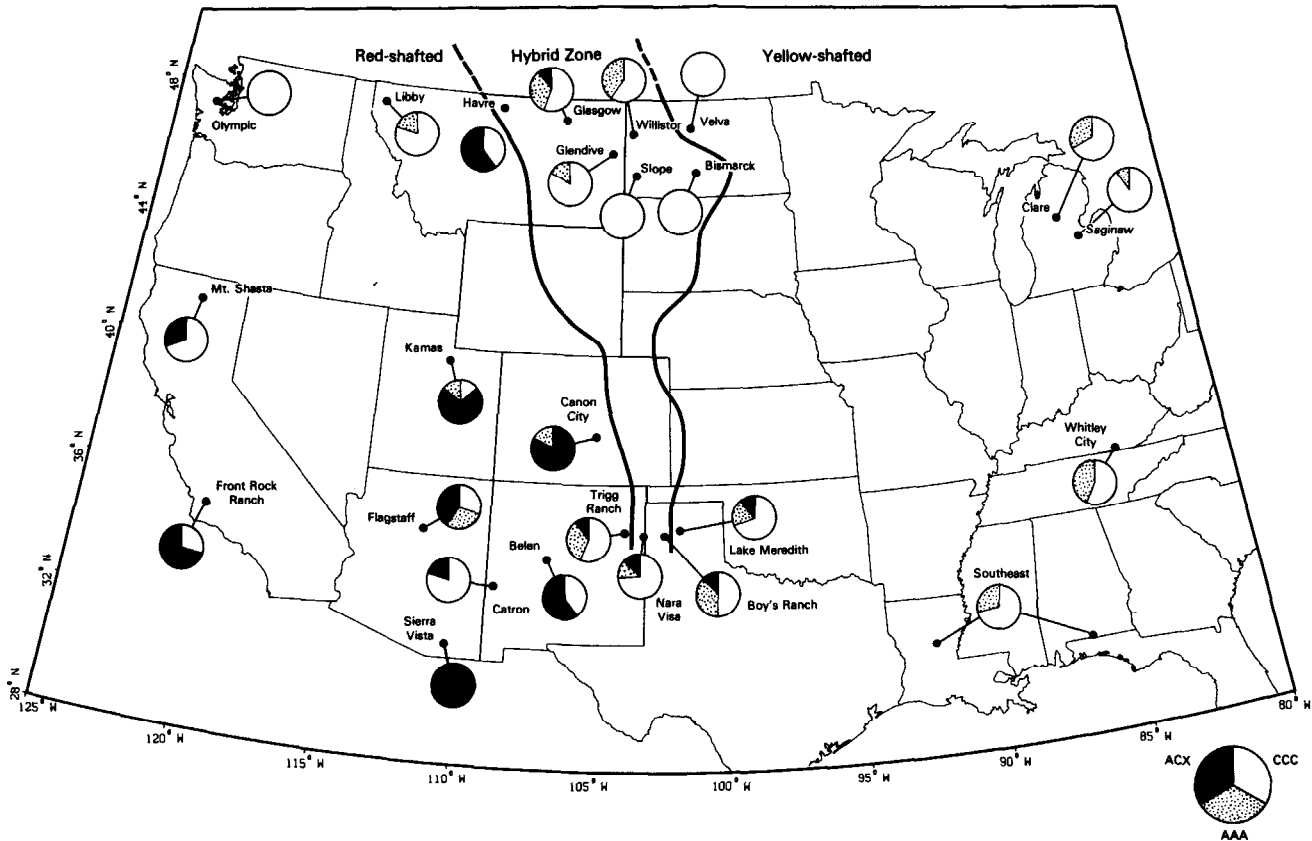 Red-shafted
Hybrid Zone
Yellow-shafted
48° N
44° N
40° N
36° N
32° N
28° N
125° W
120° W
115° W
110° W
105° W
100° W
95° W
90° W
85° W
80° W
Olympic
Libby
Havre
Glasgow
Williston
Velva
Glendive
Slope
Bismarck
Clare
Saginaw
Mt. Shasta
Kamas
Canon
City
Whitley
City
Front Rock
Ranch
Flagstaff
Trigg
Ranch
Belen
Lake Meredith
Catron
Nara
Visa
Boy's Ranch
Southeast
Sierra
Vista
ACX
CCC
AAA